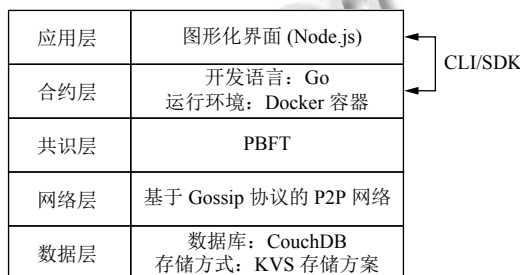 应用层
图形化界面 (Node.js)
CLI/SDK
合约层
开发语言：Go
运行环境：Docker 容器
共识层
PBFT
网络层
基于 Gossip 协议的 P2P 网络
数据层
数据库：CouchDB
存储方式：KVS 存储方案